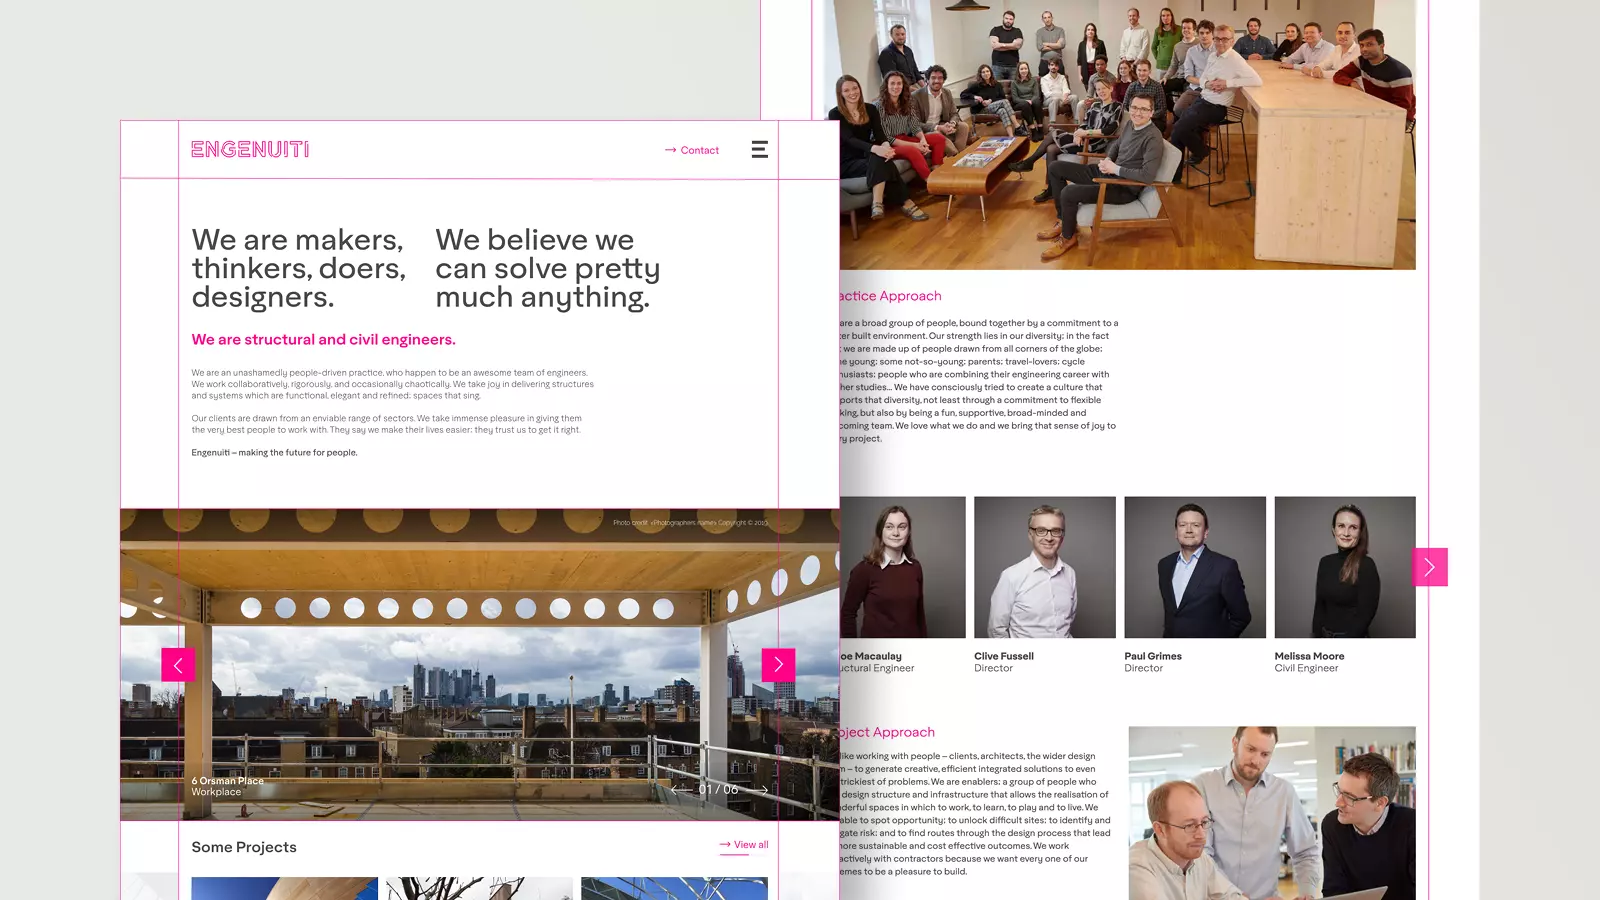 ENGENUITI
→ Contact
We are makers,
thinkers, doers,
designers.
We believe we
can solve pretty
much anything.
We are structural and civil engineers.
We are an unashamedly people-driven practice, who happen to be an awesome team of engineers.
We work collaboratively, rigorously, and occasionally chaotically. We take joy in delivering structures
and systems which are functional, elegant and refined: spaces that sing.
Our clients are drawn from an enviable range of sectors. We take immense pleasure in giving them
the very best people to work with. They say we make their lives easier: they trust us to get it right.
Engenuiti – making the future for people.
Photo credit: <Photographers name> Copyright © 2019
6 Orsman Place
Workplace
← 01 / 06 →
Some Projects
→ View all
actice Approach
are a broad group of people, bound together by a commitment to a
er built environment. Our strength lies in our diversity: in the fact
we are made up of people drawn from all corners of the globe:
e young; some not-so-young; parents; travel-lovers; cycle
usiasts; people who are combining their engineering career with
her studies... We have consciously tried to create a culture that
ports that diversity, not least through a commitment to flexible
king, but also by being a fun, supportive, broad-minded and
coming team. We love what we do and we bring that sense of joy to
ry project.
oe Macaulay
uctural Engineer
Clive Fussell
Director
Paul Grimes
Director
Melissa Moore
Civil Engineer
oject Approach
like working with people – clients, architects, the wider design
m – to generate creative, efficient integrated solutions to even
trickiest of problems. We are enablers: a group of people who
design structure and infrastructure that allows the realisation of
derful spaces in which to work, to learn, to play and to live. We
able to spot opportunity; to unlock difficult sites; to identify and
gate risk; and to find routes through the design process that lead
more sustainable and cost effective outcomes. We work
actively with contractors because we want every one of our
emes to be a pleasure to build.